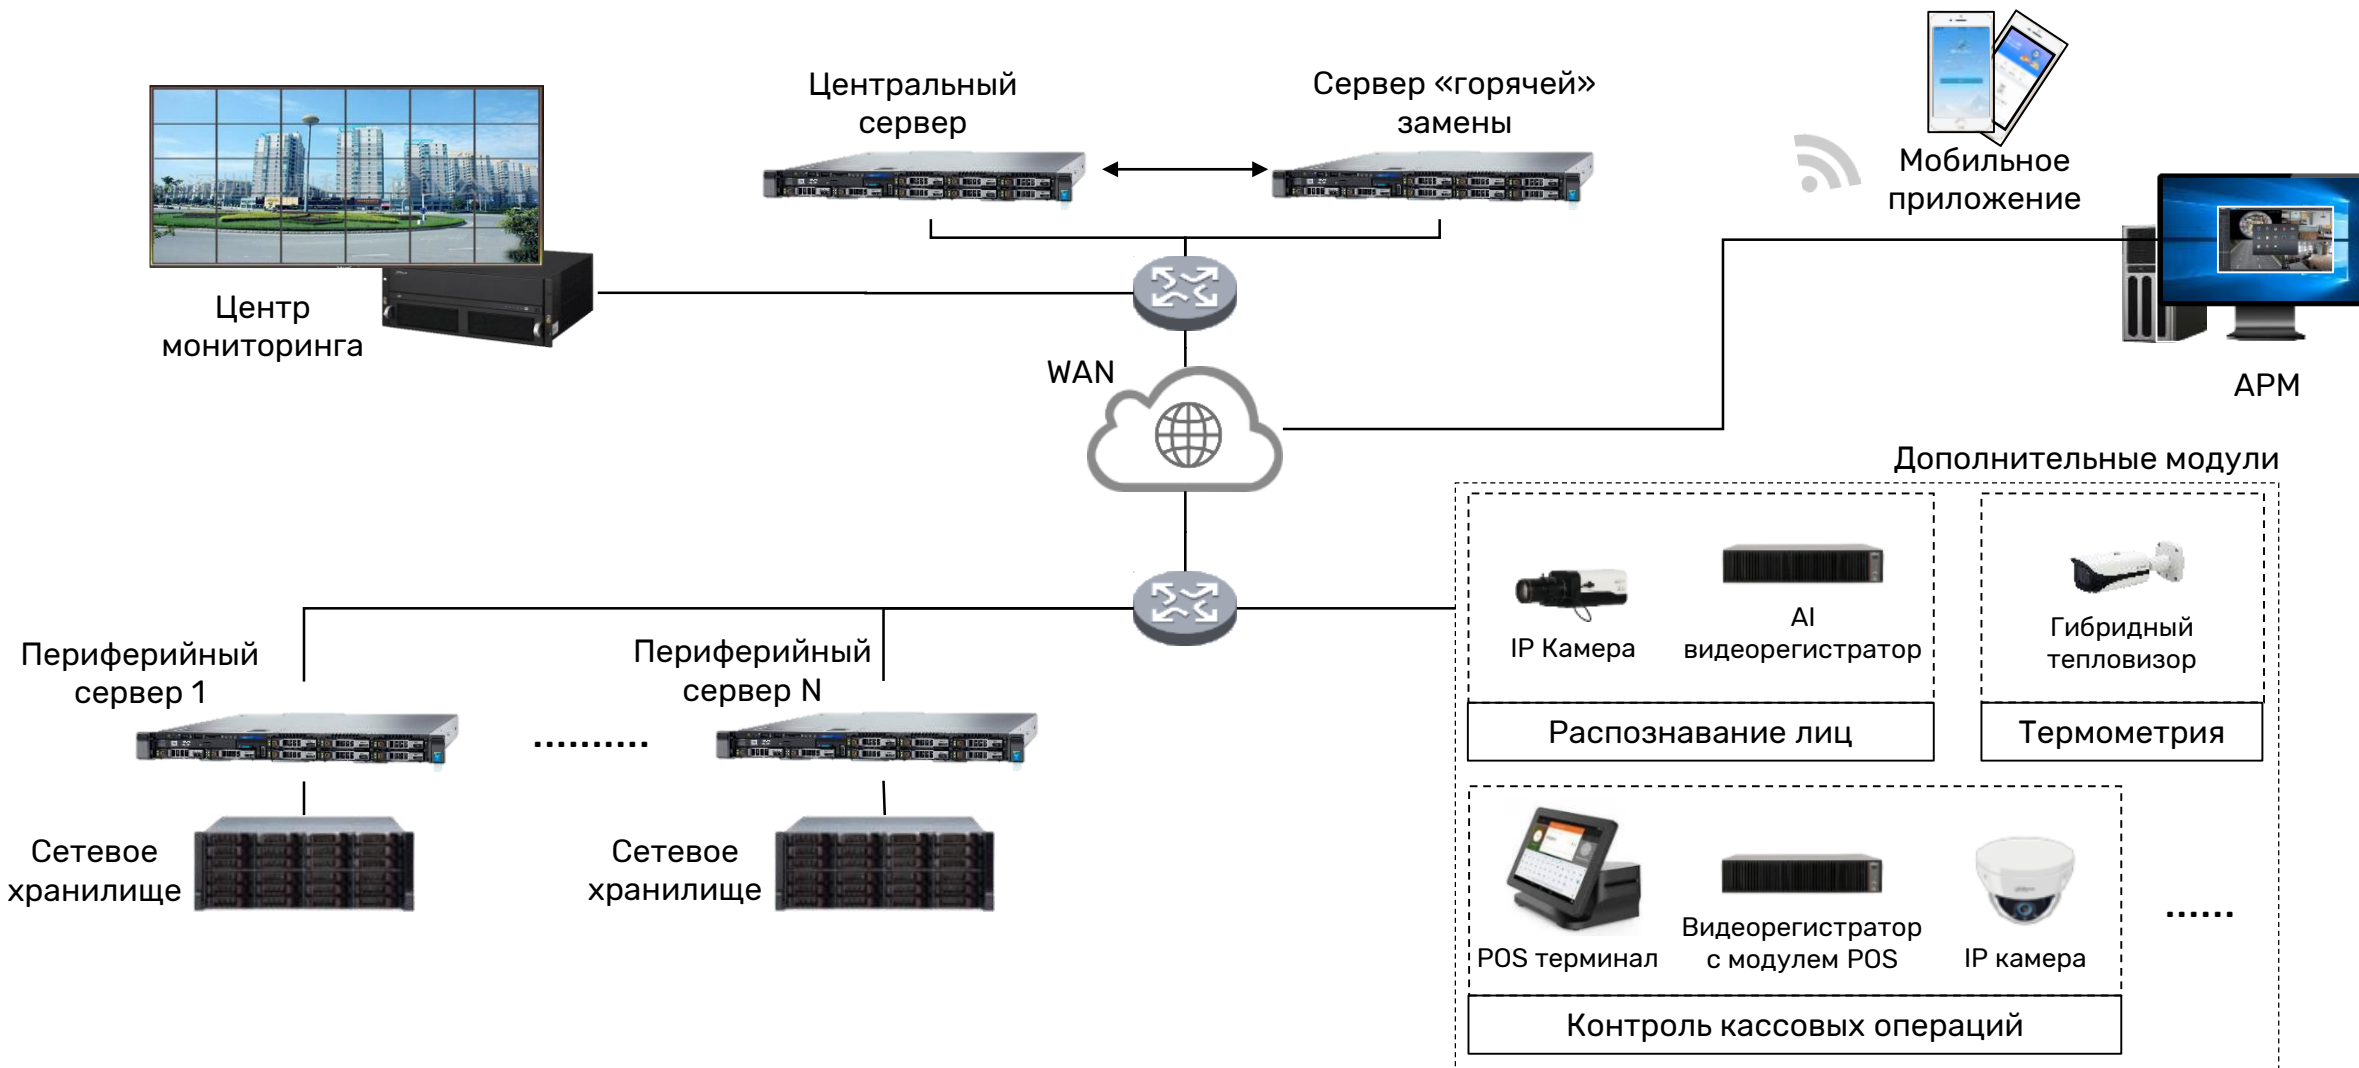 Центральный
сервер
Сервер «горячей»
замены
Мобильное
приложение
Центр
мониторинга
WAN
АРМ
Дополнительные модули
IP Камера
AI
видеорегистратор
Гибридный
тепловизор
Распознавание лиц
Термометрия
Периферийный
сервер 1
Периферийный
сервер N
..........
Сетевое
хранилище
Сетевое
хранилище
POS терминал
Видеорегистратор
с модулем POS
IP камера
......
Контроль кассовых операций